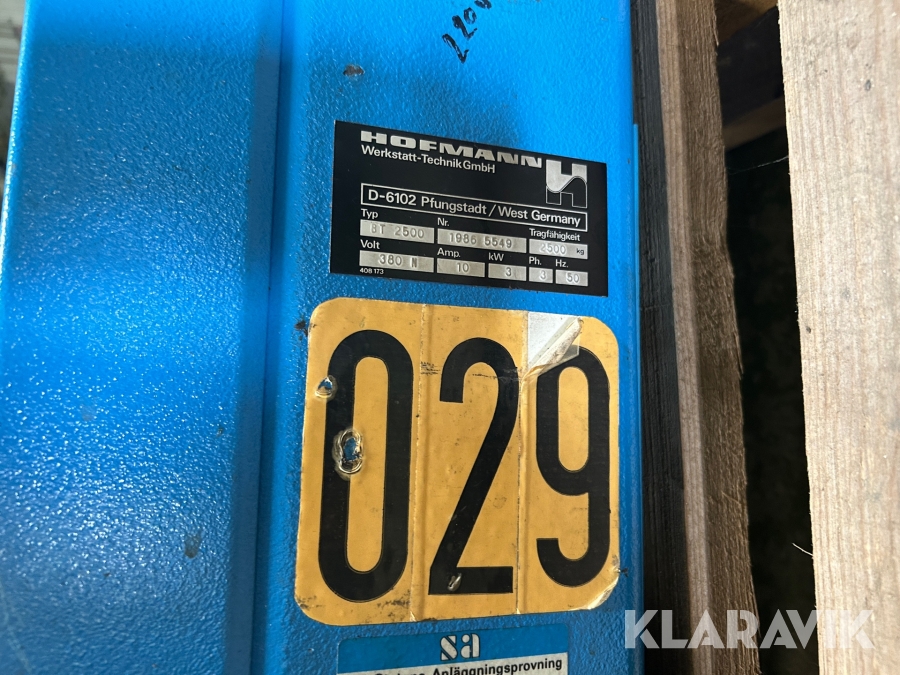 220
HOFMANN
Werkstatt-Technik GmbH
D-6102 Pfungstadt/West Germany
Typ Nr. Tragfähigkeit
BT 2500 1986 5549 2500 kg
Volt Amp. kW Ph. Hz.
380 N 10 3 3 50
408 173
029
sa
Anläggningsprovning
KLARAVIK